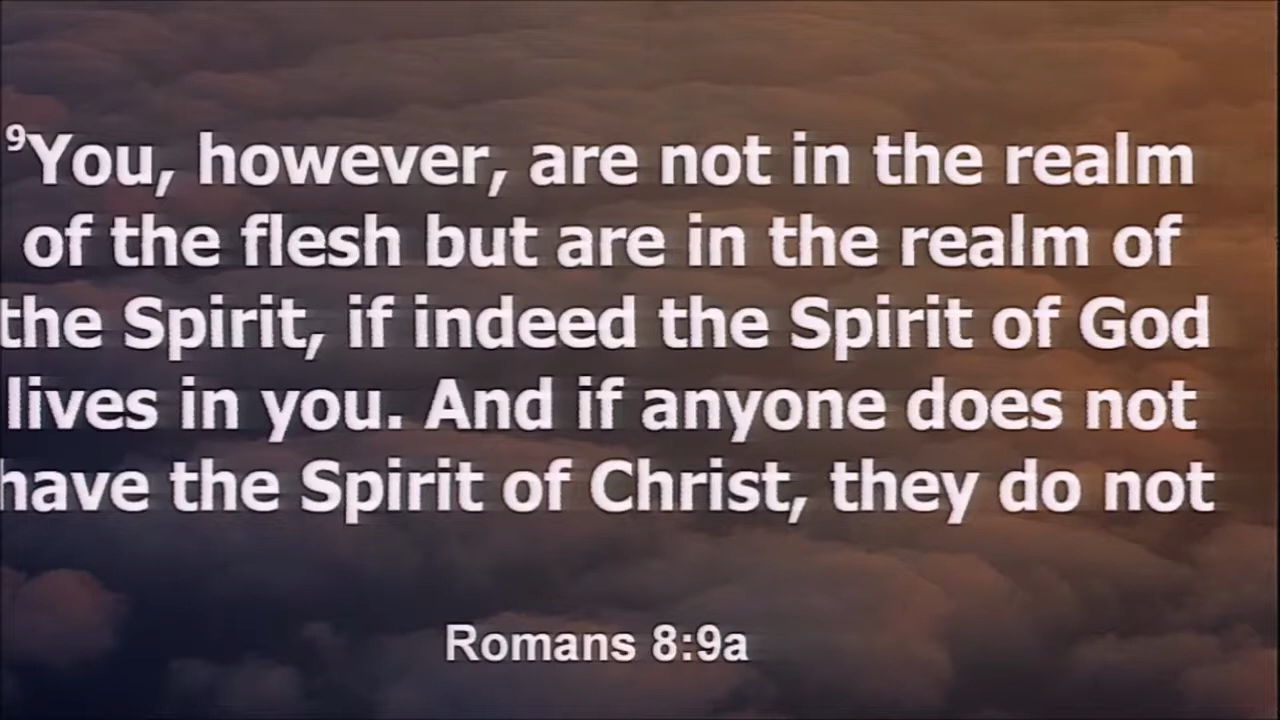 ⁹You, however, are not in the realm
of the flesh but are in the realm of
the Spirit, if indeed the Spirit of God
lives in you. And if anyone does not
have the Spirit of Christ, they do not
Romans 8:9a